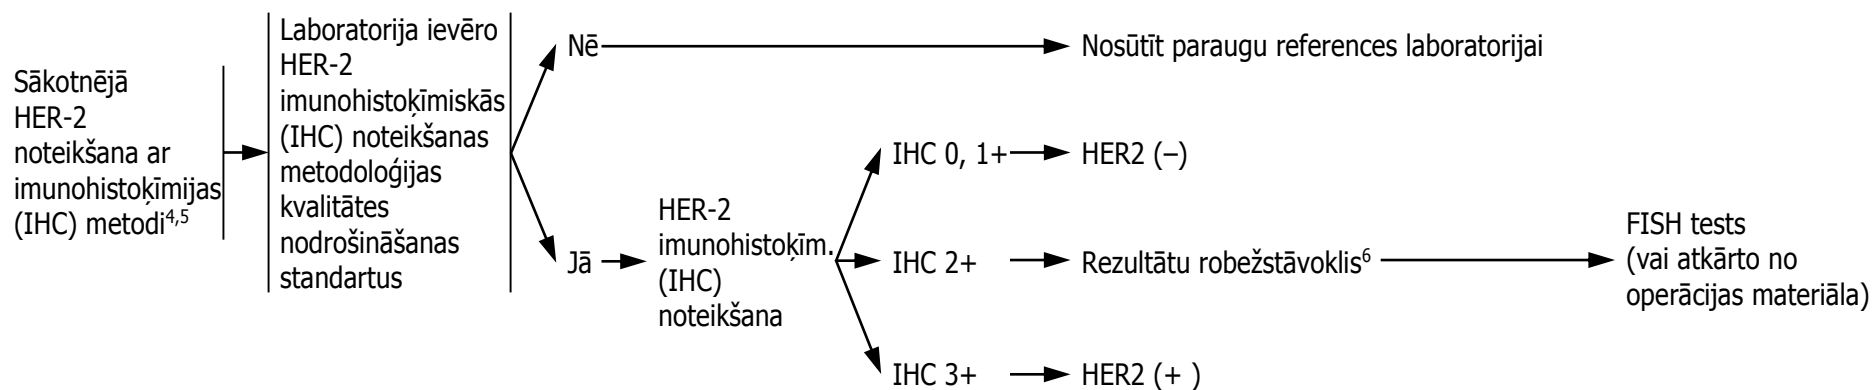 Sākotnējā
HER-2
noteikšana ar
imunohistoķīmijas
(IHC) metodi4,5
Laboratorija ievēro
HER-2
imunohistoķīmiskās
(IHC) noteikšanas
metodoloģijas
kvalitātes
nodrošināšanas
standartus
Nē
Nosūtīt paraugu references laboratorijai
Jā
HER-2
imunohistoķīm.
(IHC)
noteikšana
IHC 0, 1+
HER2 (–)
IHC 2+
Rezultātu robežstāvoklis6
FISH tests
(vai atkārto no
operācijas materiāla)
IHC 3+
HER2 (+ )